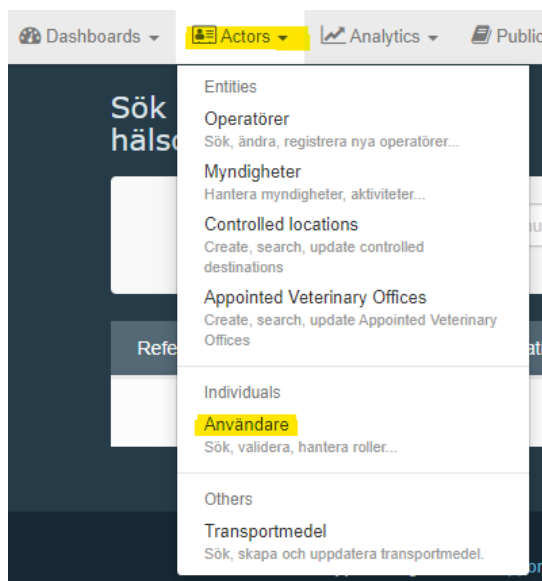 Dashboards Actors Analytics Public
Sök
hälso
Entities
Operatörer
Sök, ändra, registrera nya operatörer...
Myndigheter
Hantera myndigheter, aktiviteter...
Controlled locations
Create, search, update controlled
destinations
Appointed Veterinary Offices
Create, search, update Appointed Veterinary
Offices
Refe
Individuals
Användare
Sök, validera, hantera roller...
Others
Transportmedel
Sök, skapa och uppdatera transportmedel.